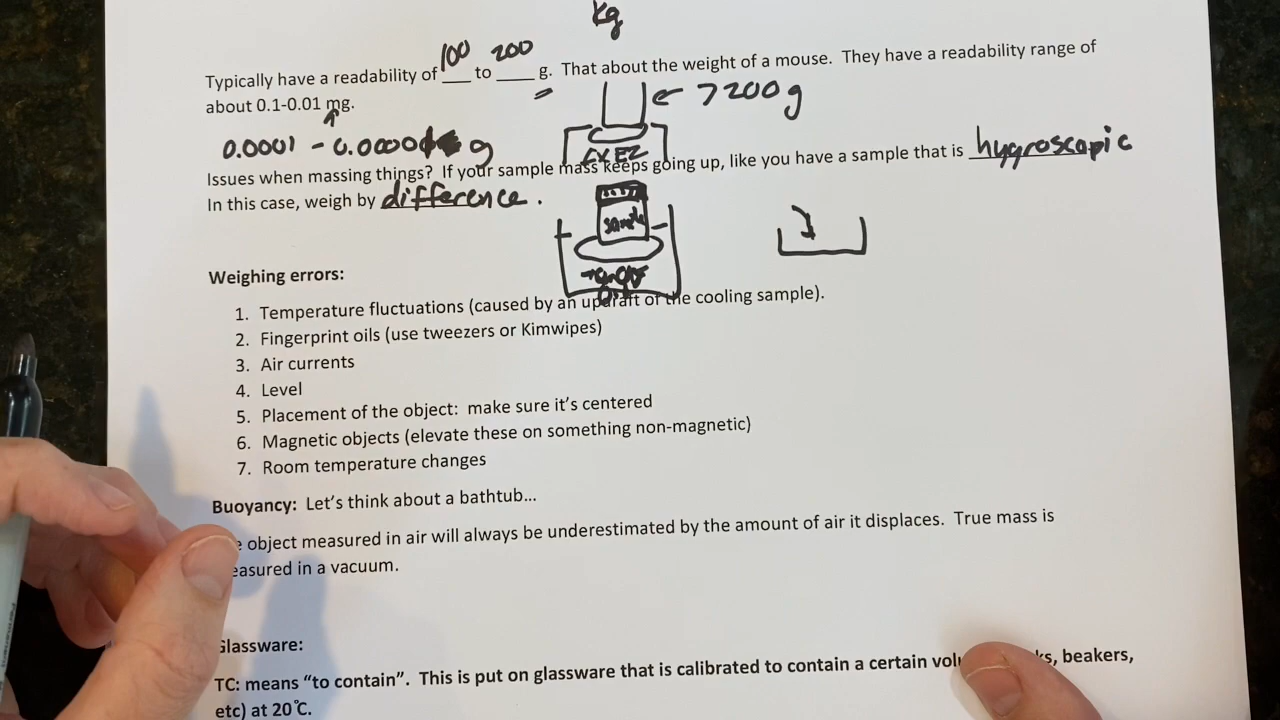 kg
100 200
Typically have a readability of ___ to ____ g. That about the weight of a mouse. They have a readability range of
about 0.1-0.01 mg.
>200g
0.0001 - 0.00001 g
Issues when massing things? If your sample mass keeps going up, like you have a sample that is hygroscopic
In this case, weigh by difference.
sample
Weighing errors:
1. Temperature fluctuations (caused by an updraft of the cooling sample).
2. Fingerprint oils (use tweezers or Kimwipes)
3. Air currents
4. Level
5. Placement of the object: make sure it's centered
6. Magnetic objects (elevate these on something non-magnetic)
7. Room temperature changes
Buoyancy: Let's think about a bathtub...
object measured in air will always be underestimated by the amount of air it displaces. True mass is
measured in a vacuum.
Glassware:
TC: means "to contain". This is put on glassware that is calibrated to contain a certain beakers,
etc) at 20℃.